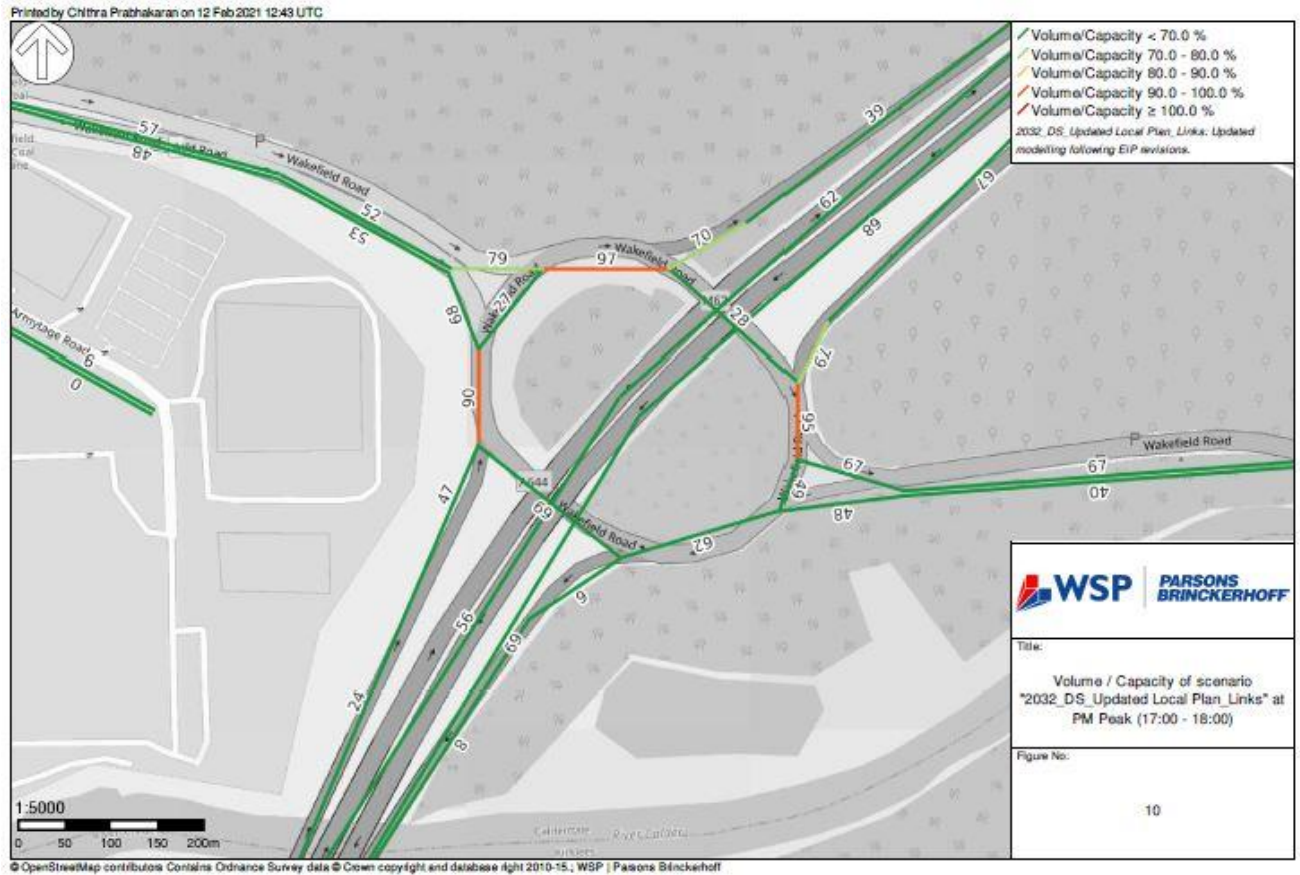 Printed by Chithra Prabhakaran on 12 Feb 2021 12:43 UTC
Volume/Capacity < 70.0 %
Volume/Capacity 70.0 - 80.0 %
Volume/Capacity 80.0 - 90.0 %
Volume/Capacity 90.0 - 100.0 %
Volume/Capacity ≥ 100.0 %
2032_DS_Updated Local Plan_Links: Updated
modelling following EIP revisions.
57
48
P
Wakefield Road
52
53
39
62
68
67
70
79
97
Wakefield Road
27
89
28
79
Armytage Road
9
0
90
95
P
Wakefield Road
67
67
40
49
48
47
A644
69
Wakefield Road
62
9
56
69
24
8
WSP
PARSONS
BRINCKERHOFF
Title:
Volume / Capacity of scenario
"2032_DS_Updated Local Plan_Links" at
PM Peak (17:00 - 18:00)
Figure No:
10
1:5000
0 50 100 150 200m
River Calder
© OpenStreetMap contributors Contains Ordnance Survey data © Crown copyright and database right 2010-15.; WSP | Parsons Brinckerhoff